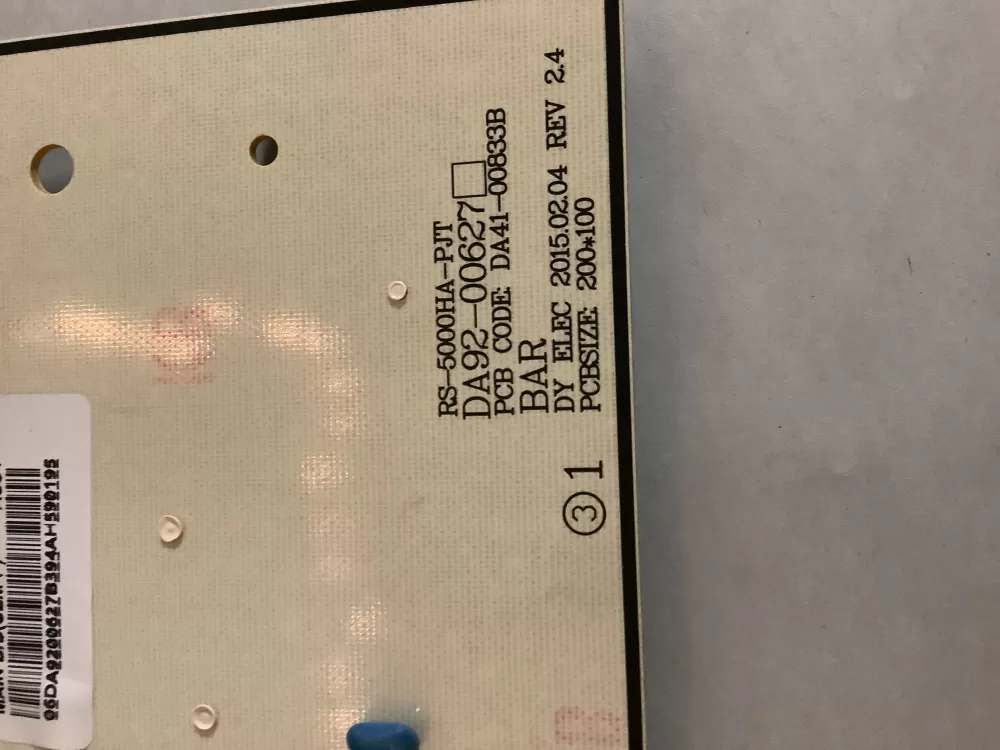 RS-5000HA-PJT
DA92-00627
PCB CODE: DA41-00833B
BAR
DY ELEC 2015.02.04 REV 2.4
PCBSIZE: 200*100
③ 1
06DA9200627B394AH590195